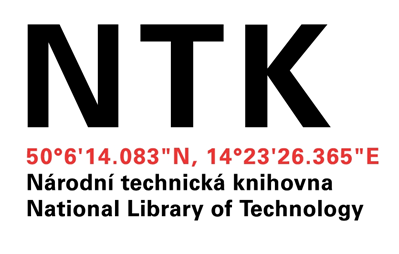 NTK
50°6'14.083"N, 14°23'26.365"E
Národní technická knihovna
National Library of Technology